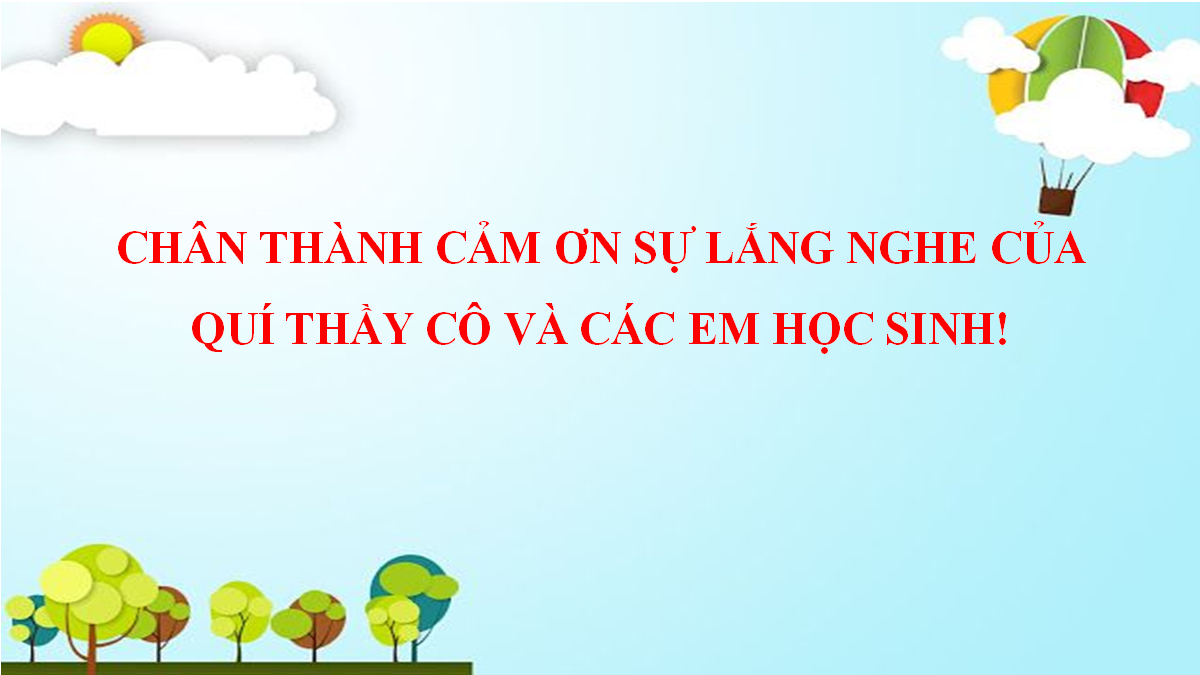 CHÂN THÀNH CẢM ƠN SỰ LẮNG NGHE CỦA
QUÍ THẦY CÔ VÀ CÁC EM HỌC SINH!